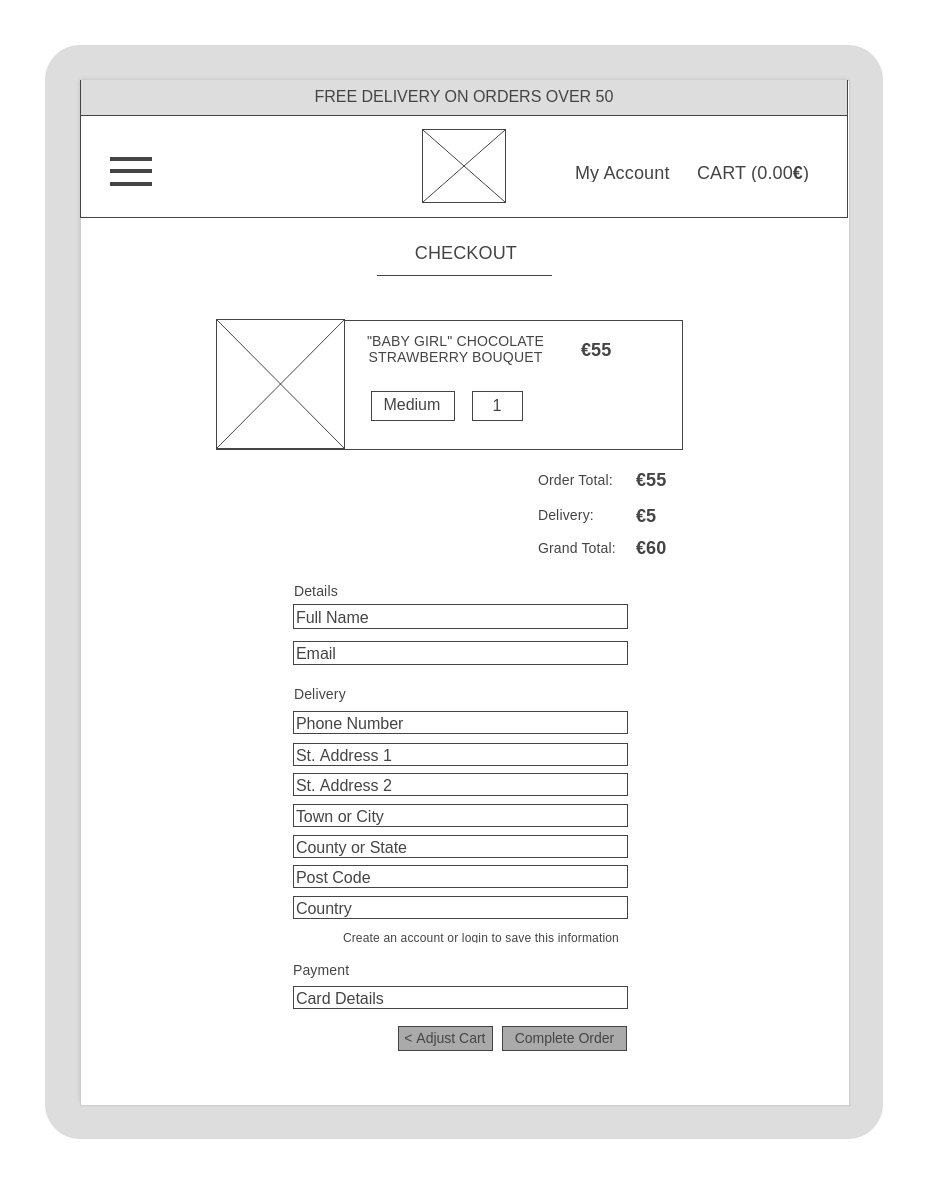 FREE DELIVERY ON ORDERS OVER 50
My Account CART (0.00€)
CHECKOUT
"BABY GIRL" CHOCOLATE
STRAWBERRY BOUQUET
€55
Medium 1
Order Total: €55
Delivery: €5
Grand Total: €60
Details
Full Name
Email
Delivery
Phone Number
St. Address 1
St. Address 2
Town or City
County or State
Post Code
Country
Create an account or login to save this information
Payment
Card Details
< Adjust Cart Complete Order